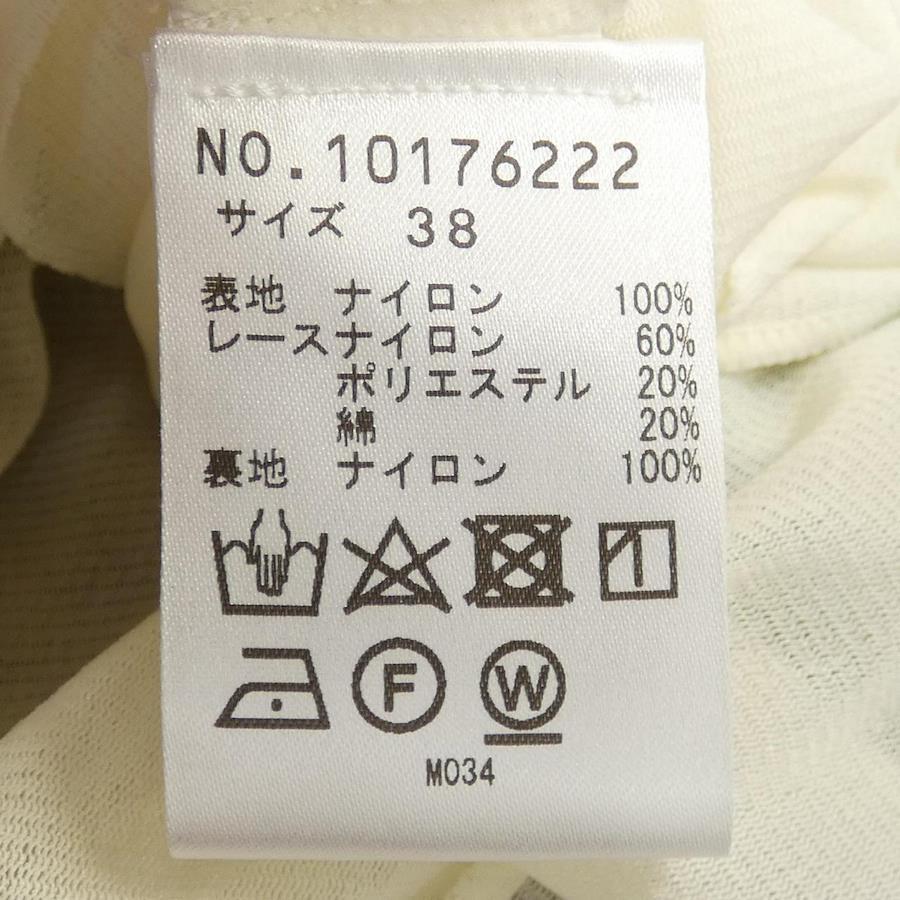 NO.10176222
サイズ 38
表地 ナイロン 100%
レースナイロン 60%
ポリエステル 20%
綿 20%
裏地 ナイロン 100%
F W
M034